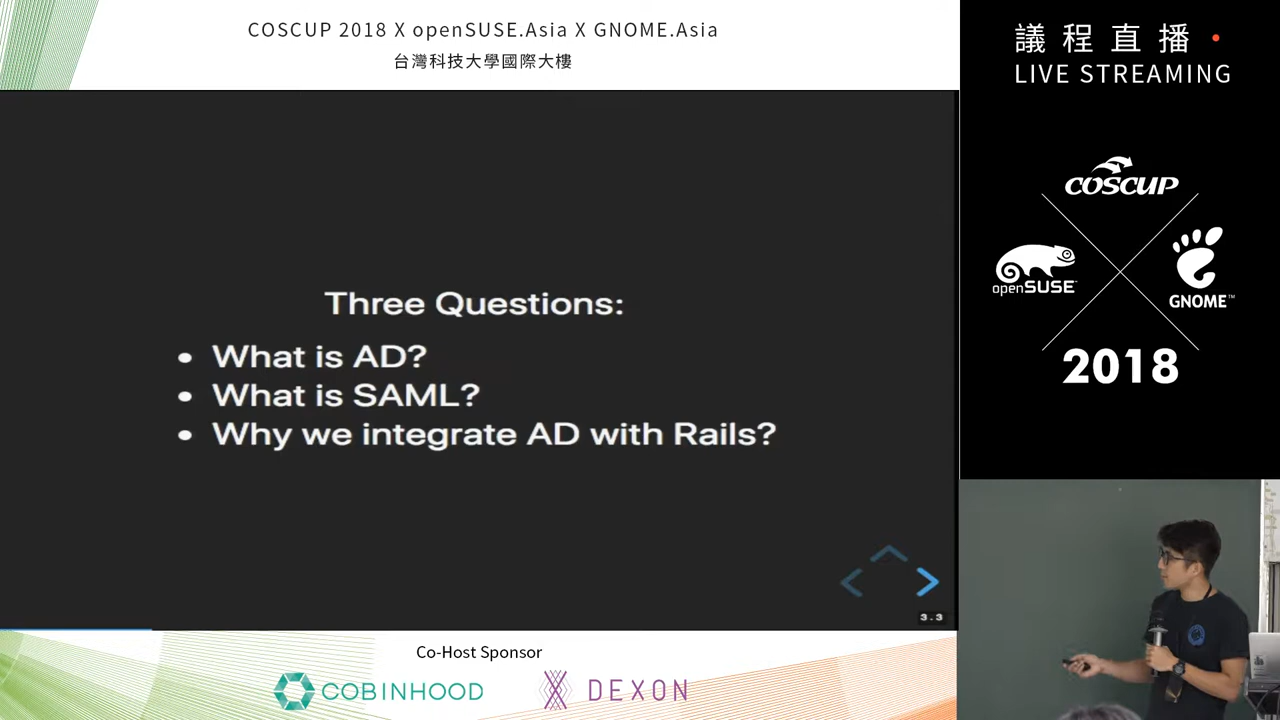 COSCUP 2018 X openSUSE.Asia X GNOME.Asia
台灣科技大學國際大樓
議程直播
LIVE STREAMING
COSCUP
openSUSE
GNOME™
2018
Three Questions:
• What is AD?
• What is SAML?
• Why we integrate AD with Rails?
3.3
Co-Host Sponsor
COBINHOOD
DEXON